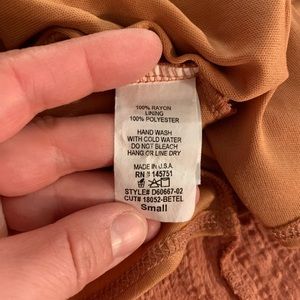 100% RAYON
LINING
100% POLYESTER
HAND WASH
WITH COLD WATER
DO NOT BLEACH
HANG OR LINE DRY
MADE IN U.S.A.
RN # 145751
STYLE# D60667-02
CUT# 18052-BETEL
Small